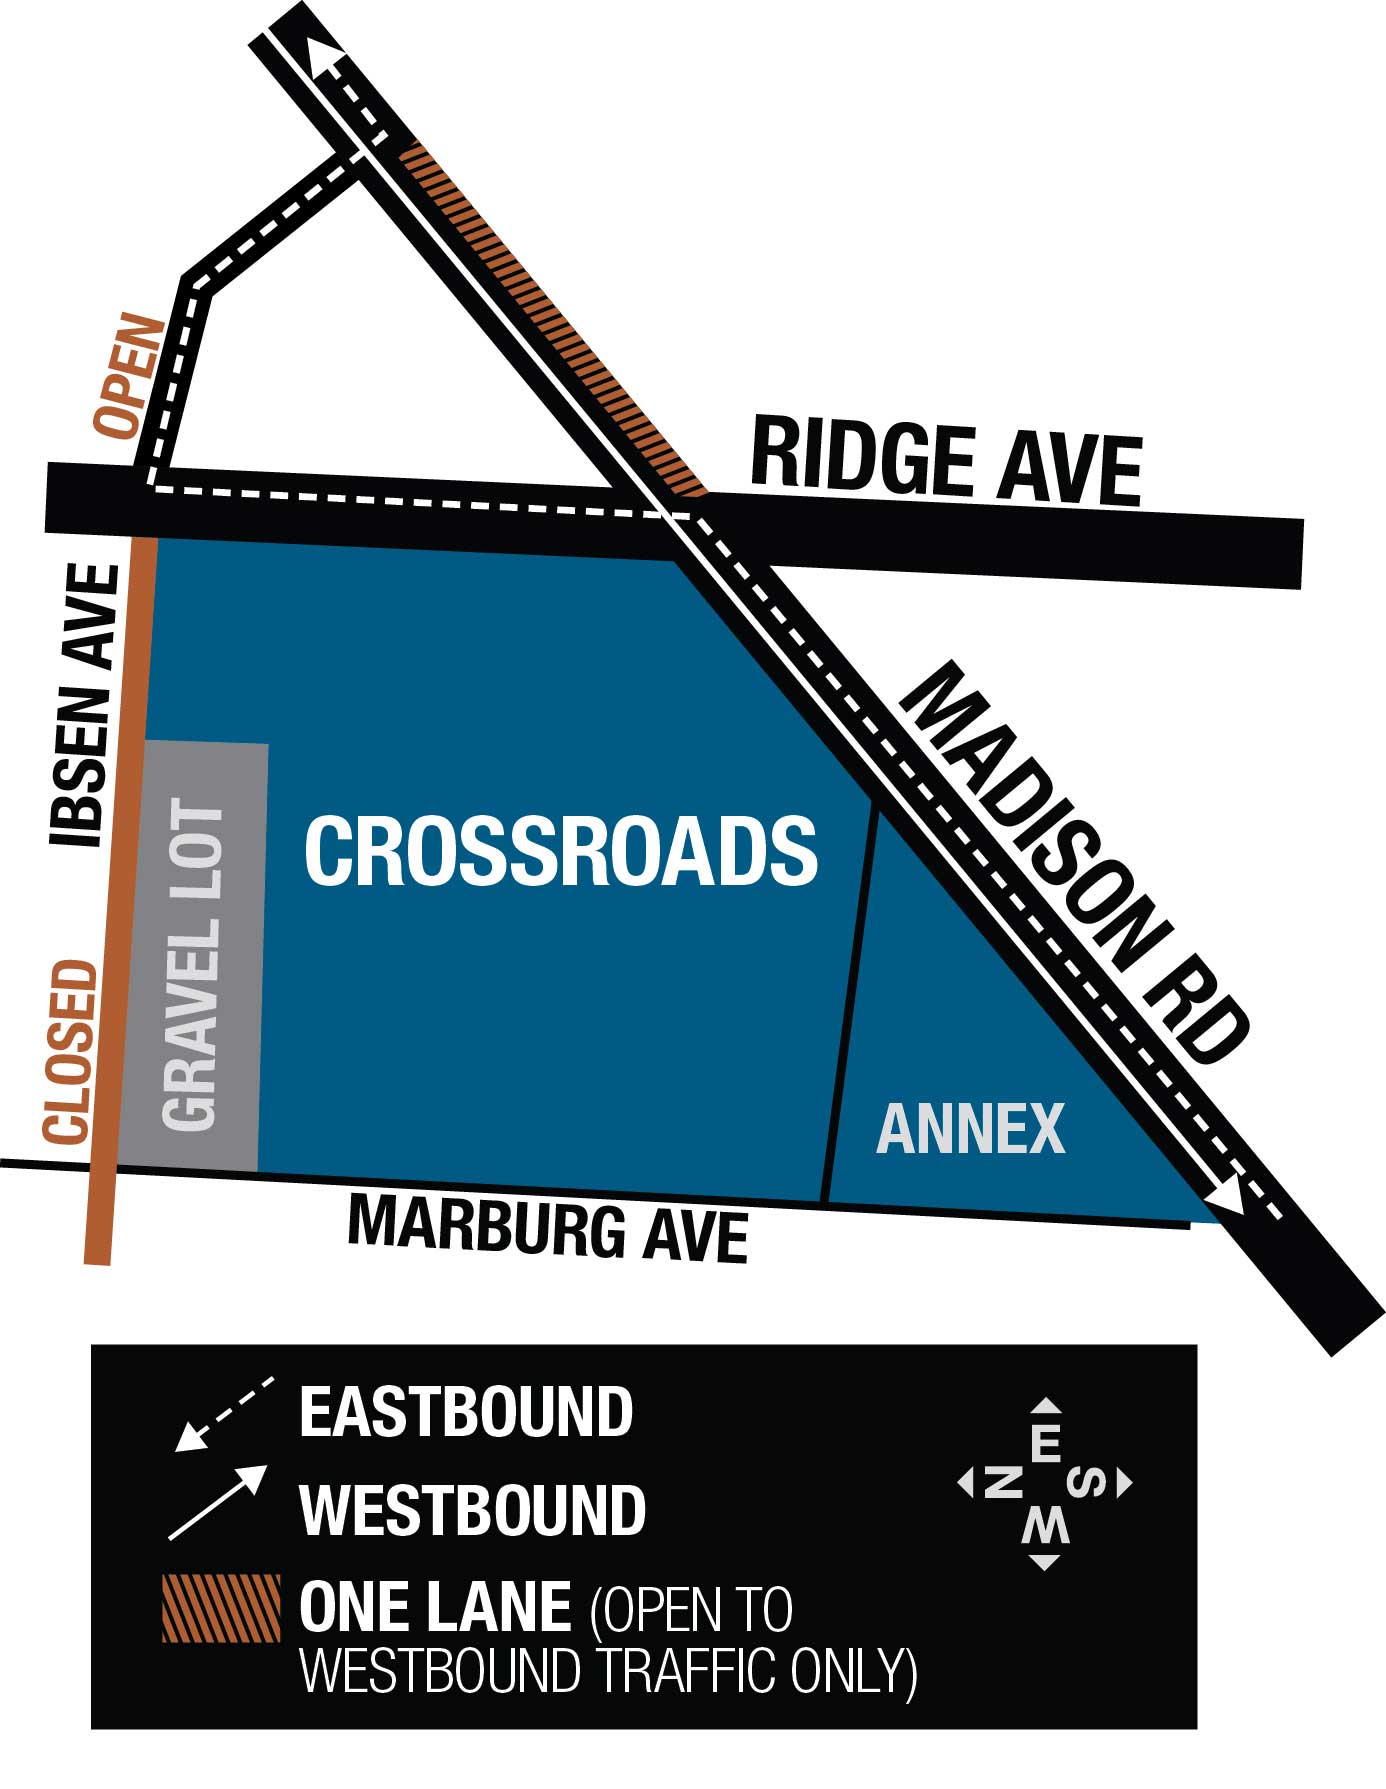 OPEN
RIDGE AVE
IBSEN AVE
MADISON RD
CROSSROADS
GRAVEL LOT
CLOSED
ANNEX
MARBURG AVE
EASTBOUND
WESTBOUND
ONE LANE (OPEN TO
WESTBOUND TRAFFIC ONLY)
E
N S
W